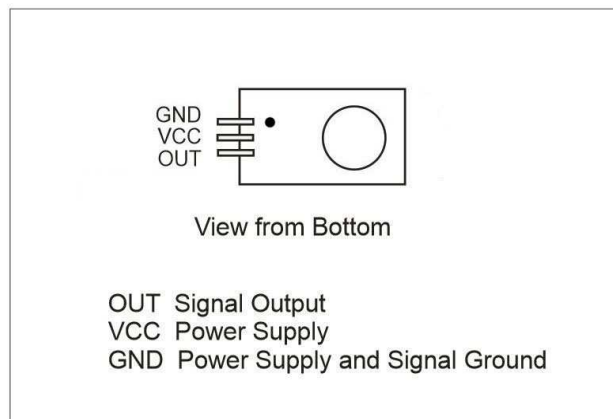 GND
VCC
OUT
View from Bottom
OUT Signal Output
VCC Power Supply
GND Power Supply and Signal Ground